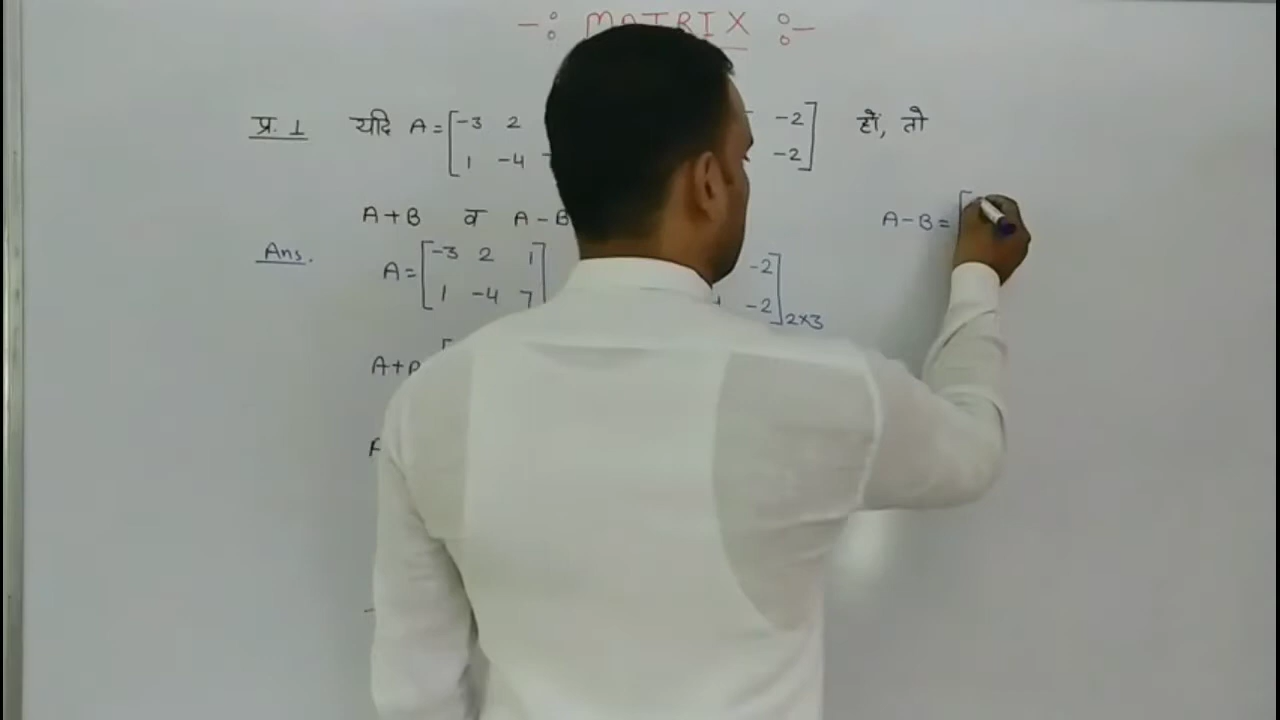 -: MATRIX :-
प्र. 1 यदि A = [-3 2 -2] हों, तो
1 -4 -2
A+B व A-B
A-B = [
Ans. A = [-3 2 1] -2]
1 -4 7 -2 2×3
A+